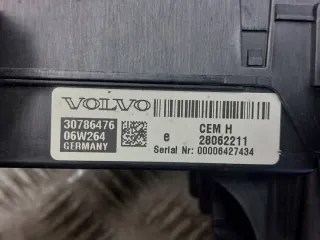 VOLVO
30786476
06W264
GERMANY
e
CEM H
28062211
Serial Nr: 00006427434